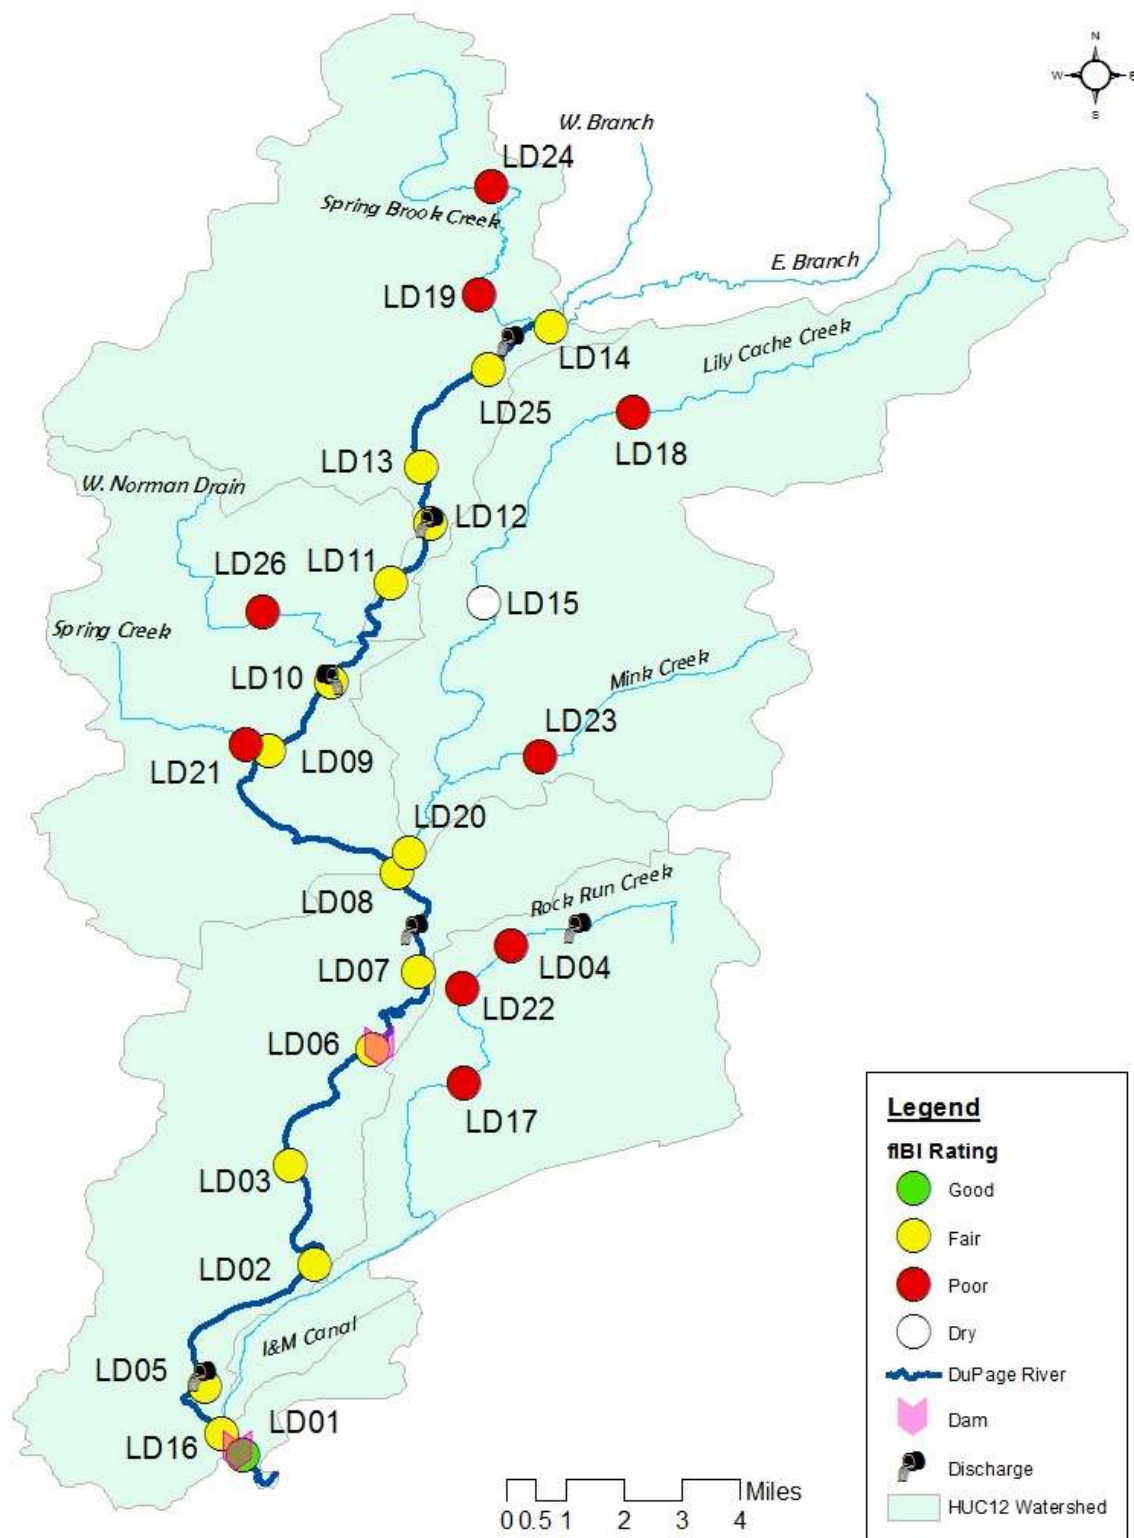 N
W
E
S
W. Branch
LD24
Spring Brook Creek
E. Branch
LD19
LD14
Lily Cache Creek
LD25
LD18
LD13
W. Norman Drain
LD12
LD11
LD26
LD15
Spring Creek
LD10
Mink Creek
LD23
LD09
LD21
LD20
Rock Run Creek
LD08
LD04
LD07
LD22
LD06
LD17
LD03
LD02
I&M Canal
LD05
LD01
LD16
Legend
fIBI Rating
Good
Fair
Poor
Dry
DuPage River
Dam
Discharge
HUC12 Watershed
Miles
0 0.5 1 2 3 4